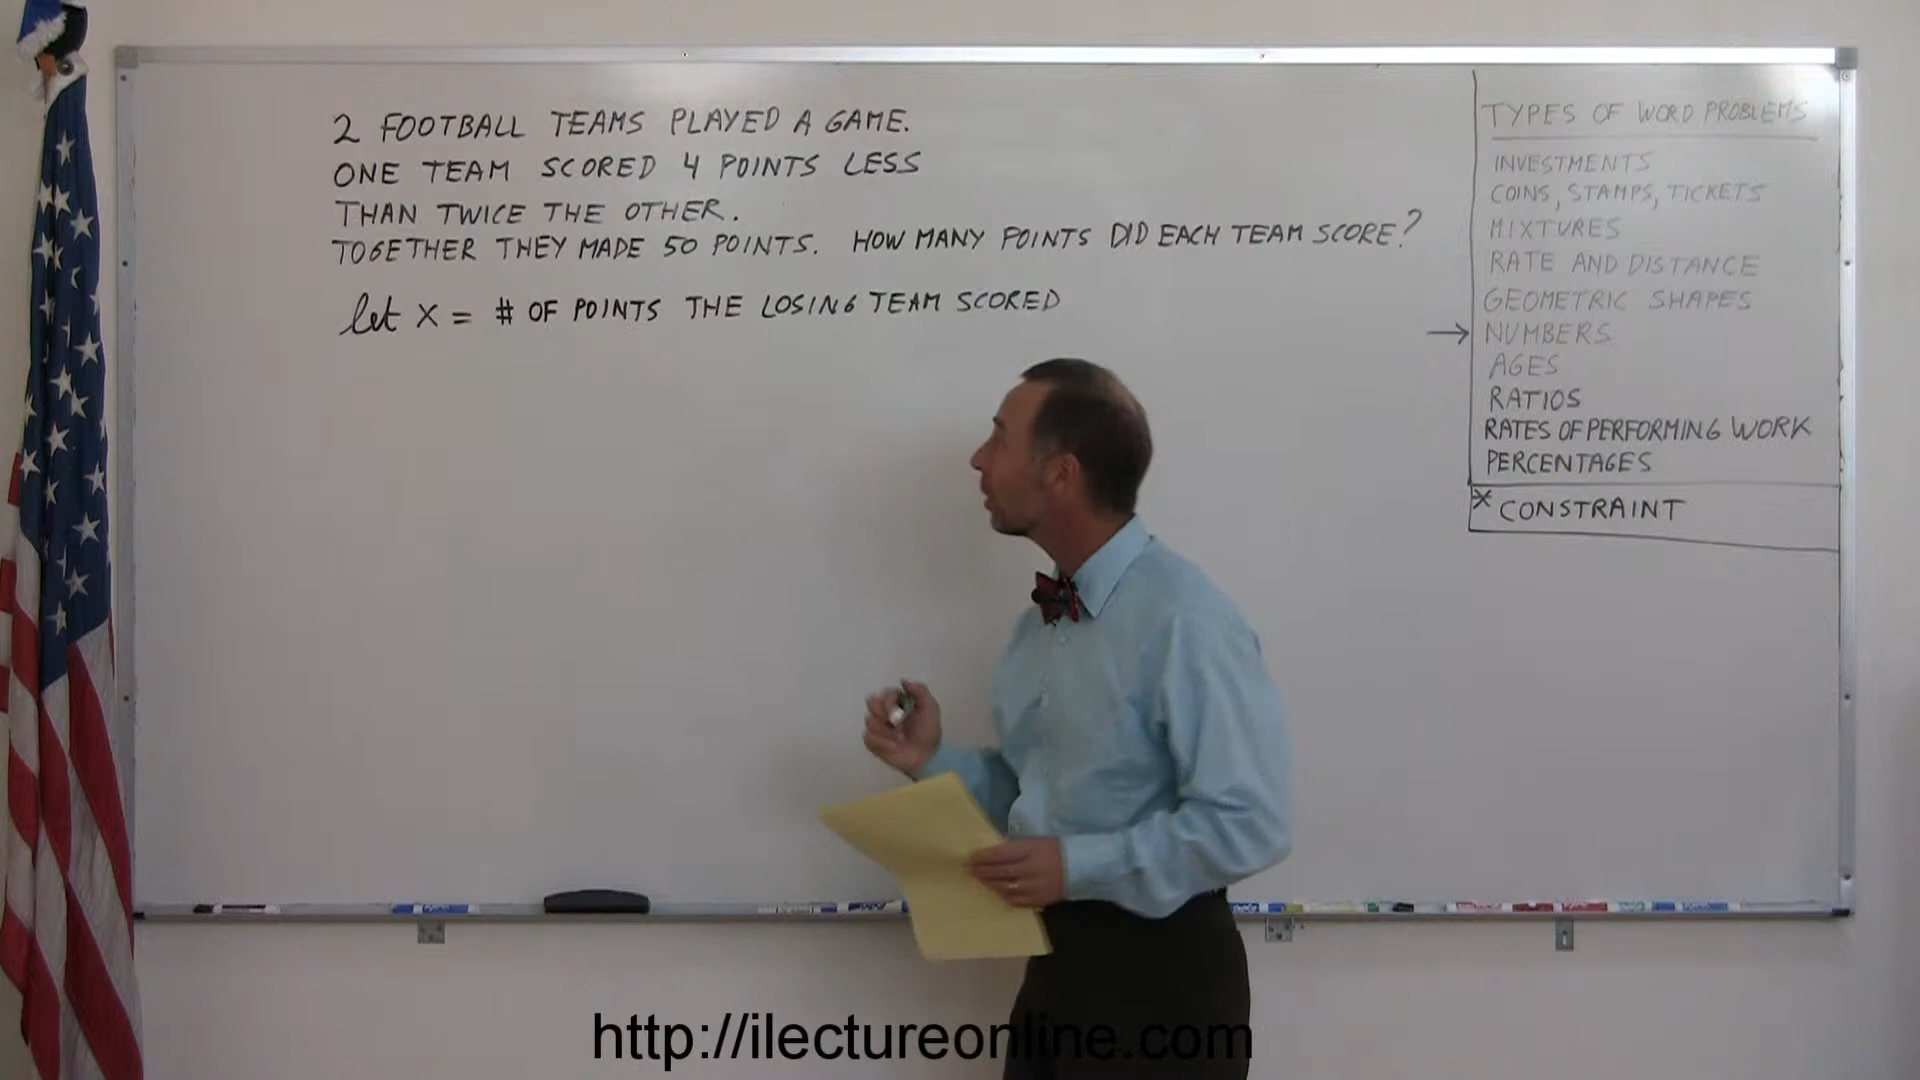 2 FOOTBALL TEAMS PLAYED A GAME.
ONE TEAM SCORED 4 POINTS LESS
THAN TWICE THE OTHER.
TOGETHER THEY MADE 50 POINTS. HOW MANY POINTS DID EACH TEAM SCORE?
let x = # OF POINTS THE LOSING TEAM SCORED
TYPES OF WORD PROBLEMS
INVESTMENTS
COINS, STAMPS, TICKETS
MIXTURES
RATE AND DISTANCE
GEOMETRIC SHAPES
→ NUMBERS
AGES
RATIOS
RATES OF PERFORMING WORK
PERCENTAGES
* CONSTRAINT
http://ilectureonline.com